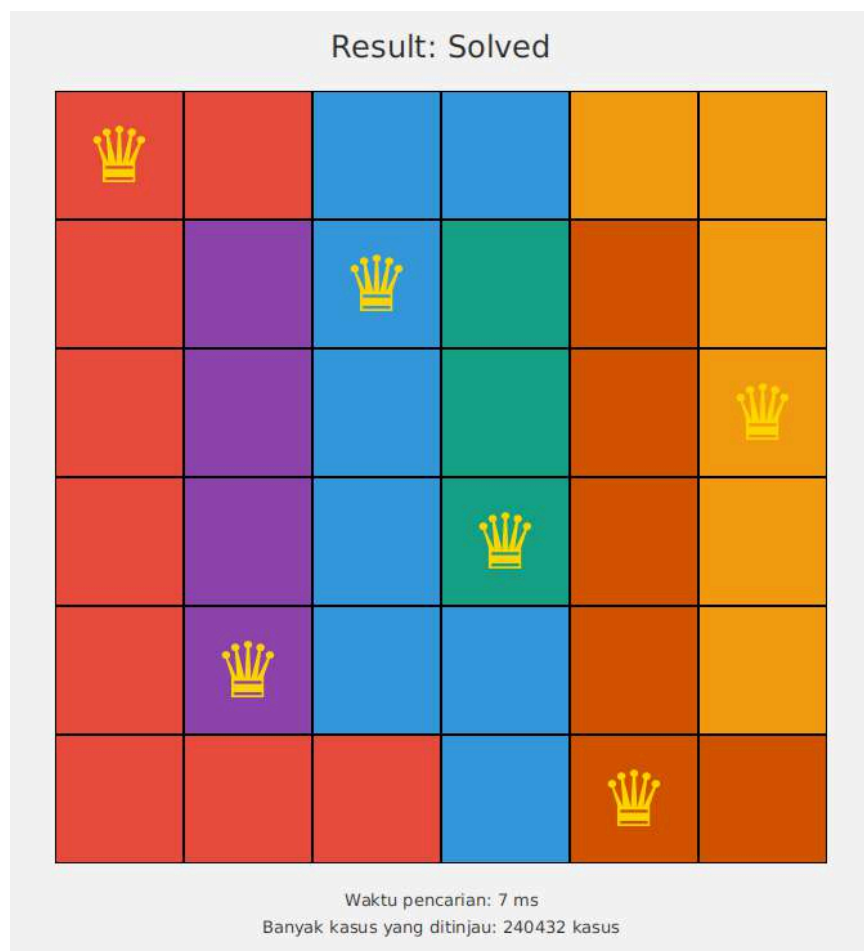 Result: Solved
Waktu pencarian: 7 ms
Banyak kasus yang ditinjau: 240432 kasus